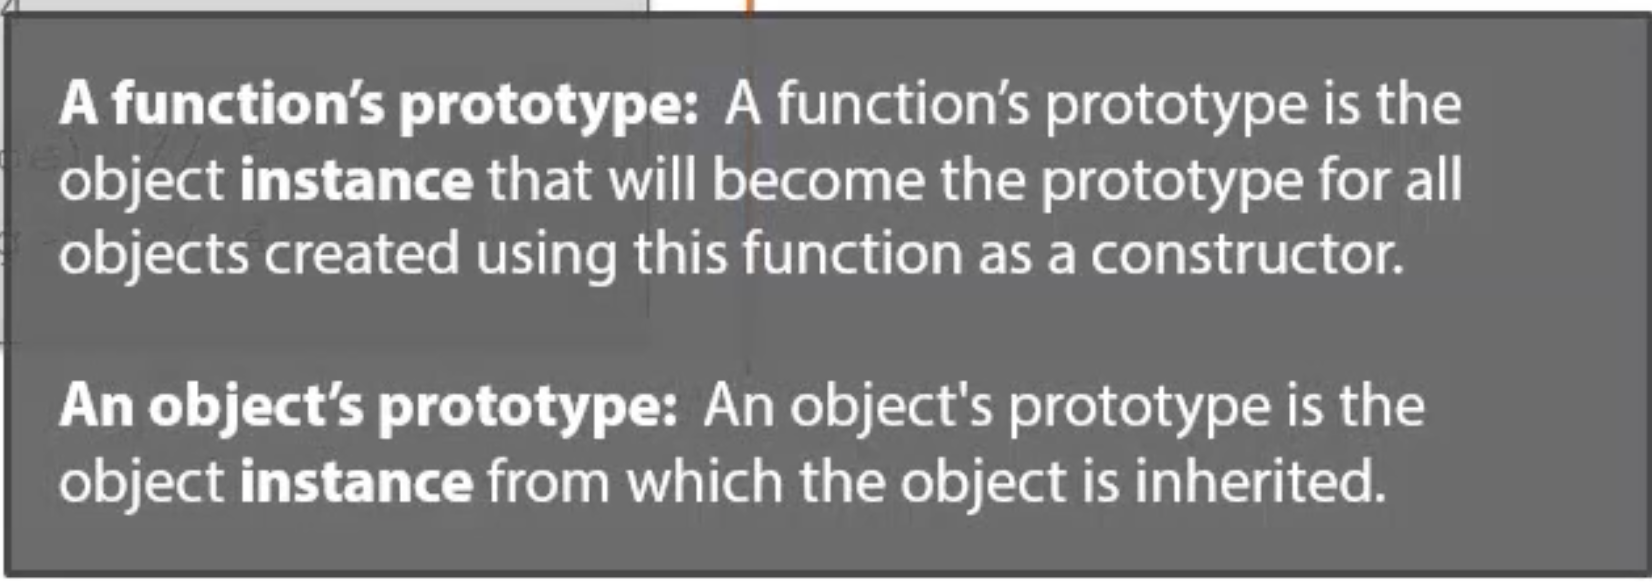 A function’s prototype: A function’s prototype is the
object instance that will become the prototype for all
objects created using this function as a constructor.
An object’s prototype: An object's prototype is the
object instance from which the object is inherited.